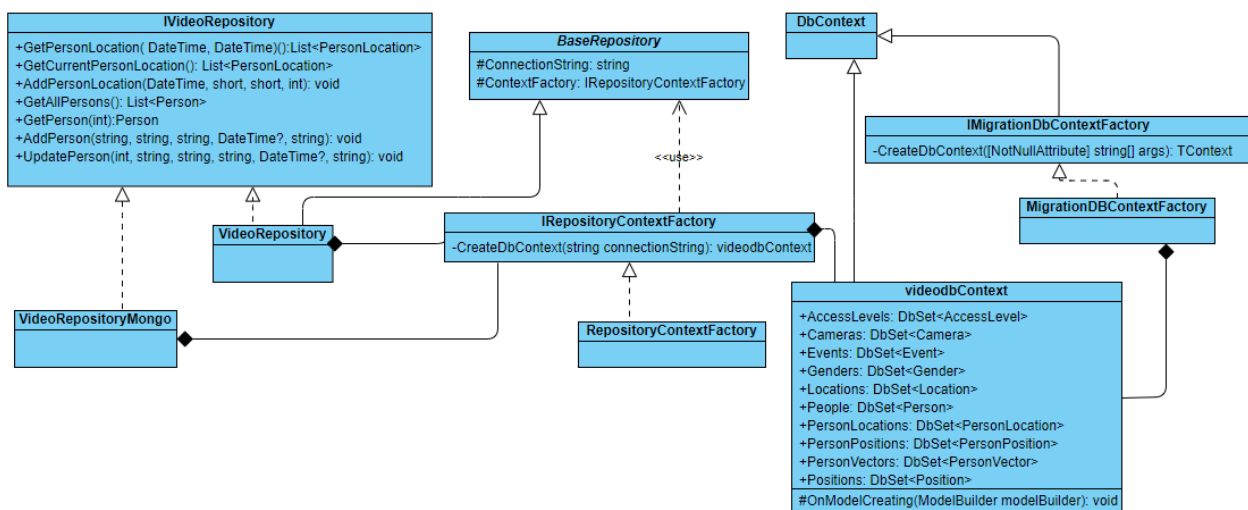 IVideoRepository
+GetPersonLocation( DateTime, DateTime)():List<PersonLocation>
+GetCurrentPersonLocation(): List<PersonLocation>
+AddPersonLocation(DateTime, short, short, int): void
+GetAllPersons(): List<Person>
+GetPerson(int):Person
+AddPerson(string, string, string, DateTime?, string): void
+UpdatePerson(int, string, string, string, DateTime?, string): void
BaseRepository
#ConnectionString: string
#ContextFactory: IRepositoryContextFactory
DbContext
IMigrationDbContextFactory
-CreateDbContext([NotNullAttribute] string[] args): TContext
<<use>>
MigrationDBContextFactory
VideoRepository
IRepositoryContextFactory
-CreateDbContext(string connectionString): videodbContext
VideoRepositoryMongo
RepositoryContextFactory
videodbContext
+AccessLevels: DbSet<AccessLevel>
+Cameras: DbSet<Camera>
+Events: DbSet<Event>
+Genders: DbSet<Gender>
+Locations: DbSet<Location>
+People: DbSet<Person>
+PersonLocations: DbSet<PersonLocation>
+PersonPositions: DbSet<PersonPosition>
+PersonVectors: DbSet<PersonVector>
+Positions: DbSet<Position>
#OnModelCreating(ModelBuilder modelBuilder): void